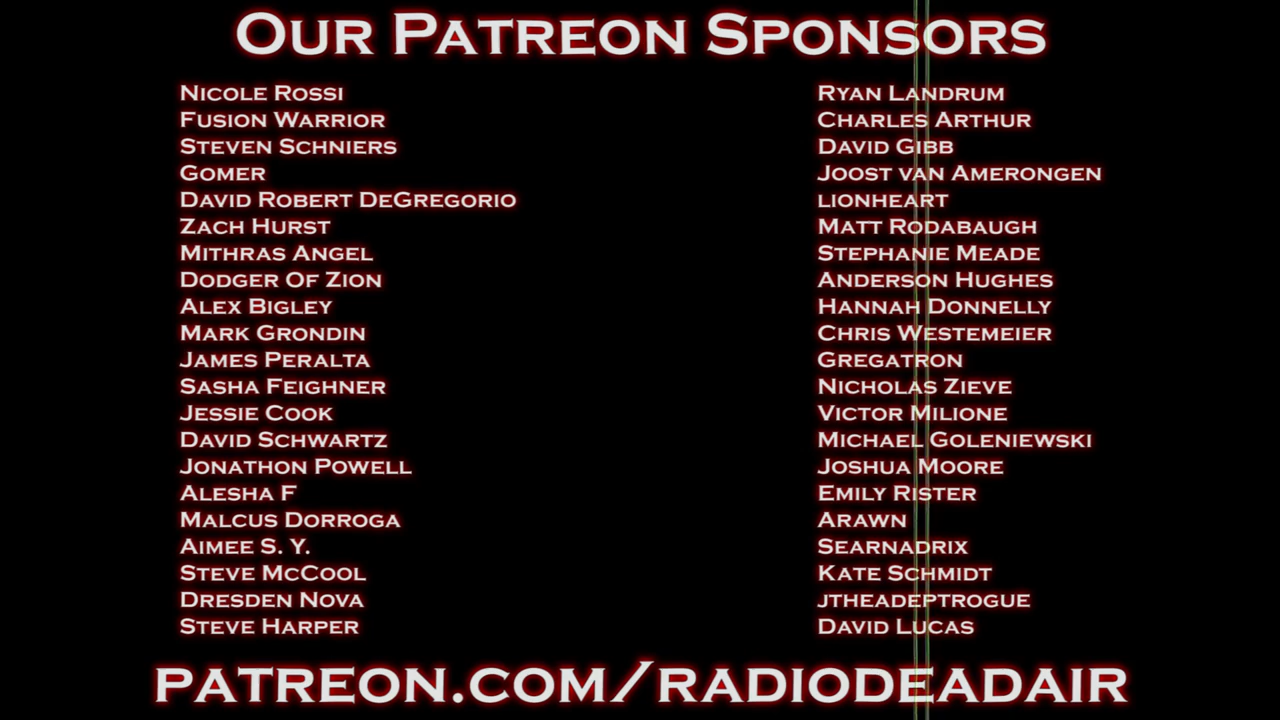 Our Patreon Sponsors
Nicole Rossi
Fusion Warrior
Steven Schniers
Gomer
David Robert DeGregorio
Zach Hurst
Mithras Angel
Dodger Of Zion
Alex Bigley
Mark Grondin
James Peralta
Sasha Feighner
Jessie Cook
David Schwartz
Jonathon Powell
Alesha F
Malcus Dorroga
Aimee S. Y.
Steve McCool
Dresden Nova
Steve Harper
Ryan Landrum
Charles Arthur
David Gibb
Joost van Amerongen
lionheart
Matt Rodabaugh
Stephanie Meade
Anderson Hughes
Hannah Donnelly
Chris Westemeier
Gregatron
Nicholas Zieve
Victor Milione
Michael Goleniewski
Joshua Moore
Emily Rister
Arawn
Searnadrix
Kate Schmidt
jtheadeptrogue
David Lucas
patreon.com/radiodeadair